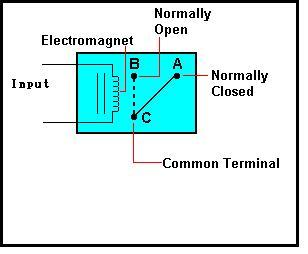 Normally
Open
Electromagnet
Input
B
A
Normally
Closed
C
Common Terminal